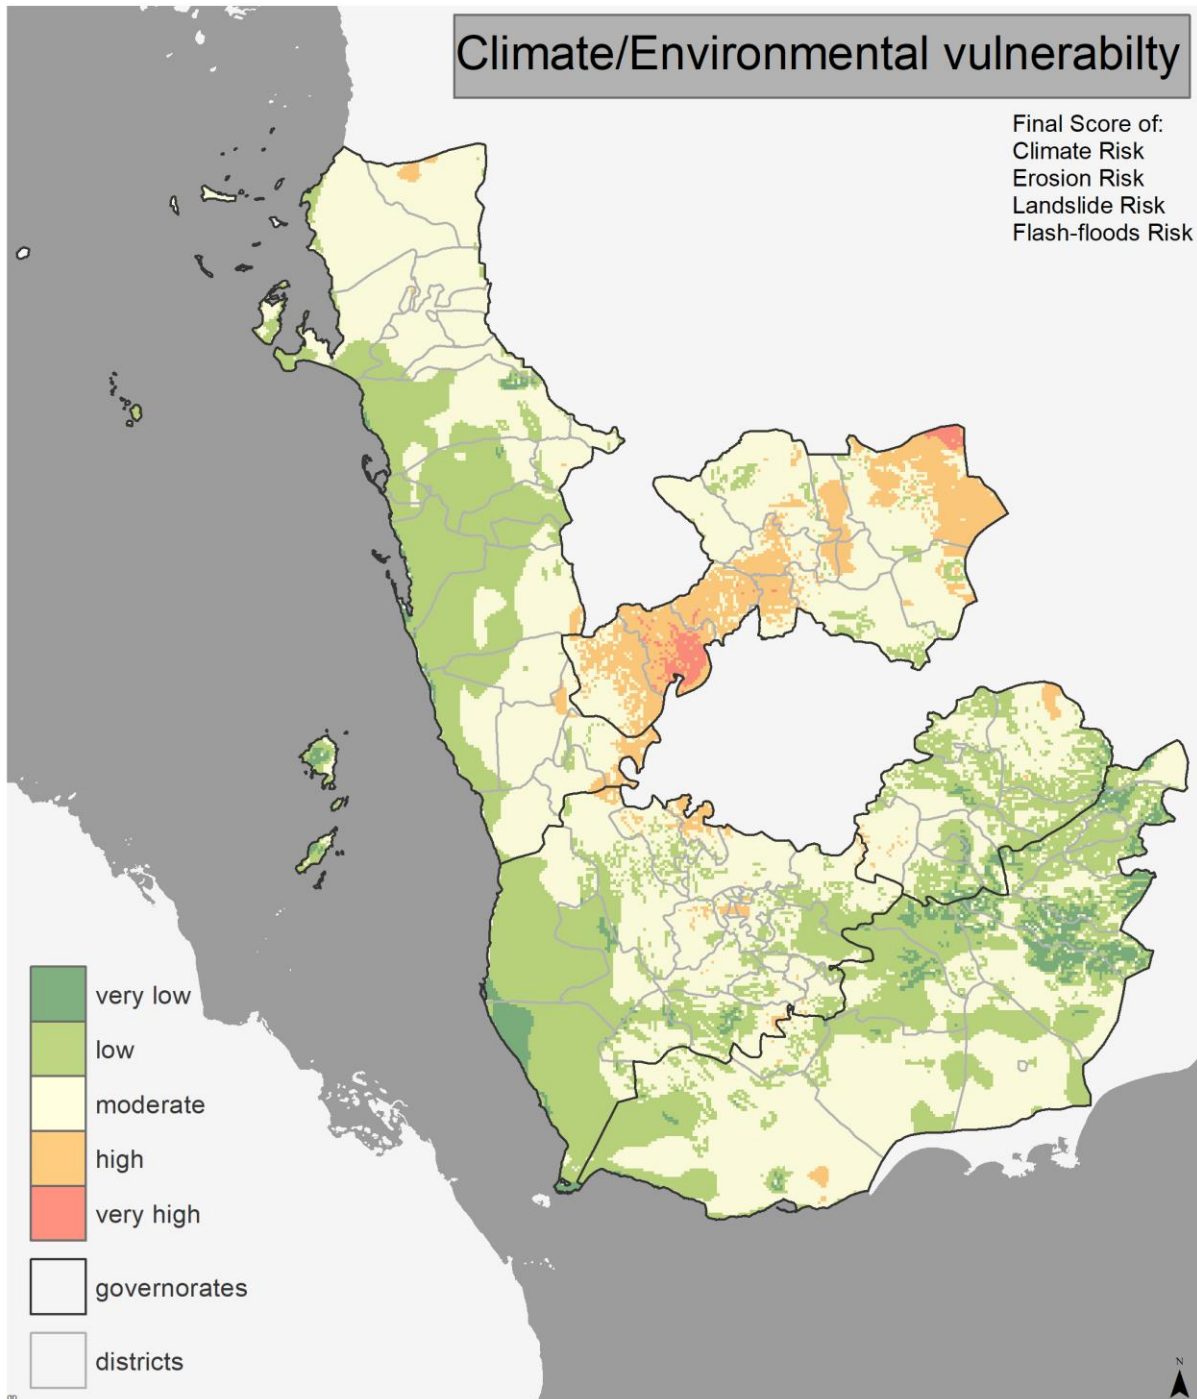 Climate/Environmental vulnerabilty
Final Score of:
Climate Risk
Erosion Risk
Landslide Risk
Flash-floods Risk
very low
low
moderate
high
very high
governorates
districts
N